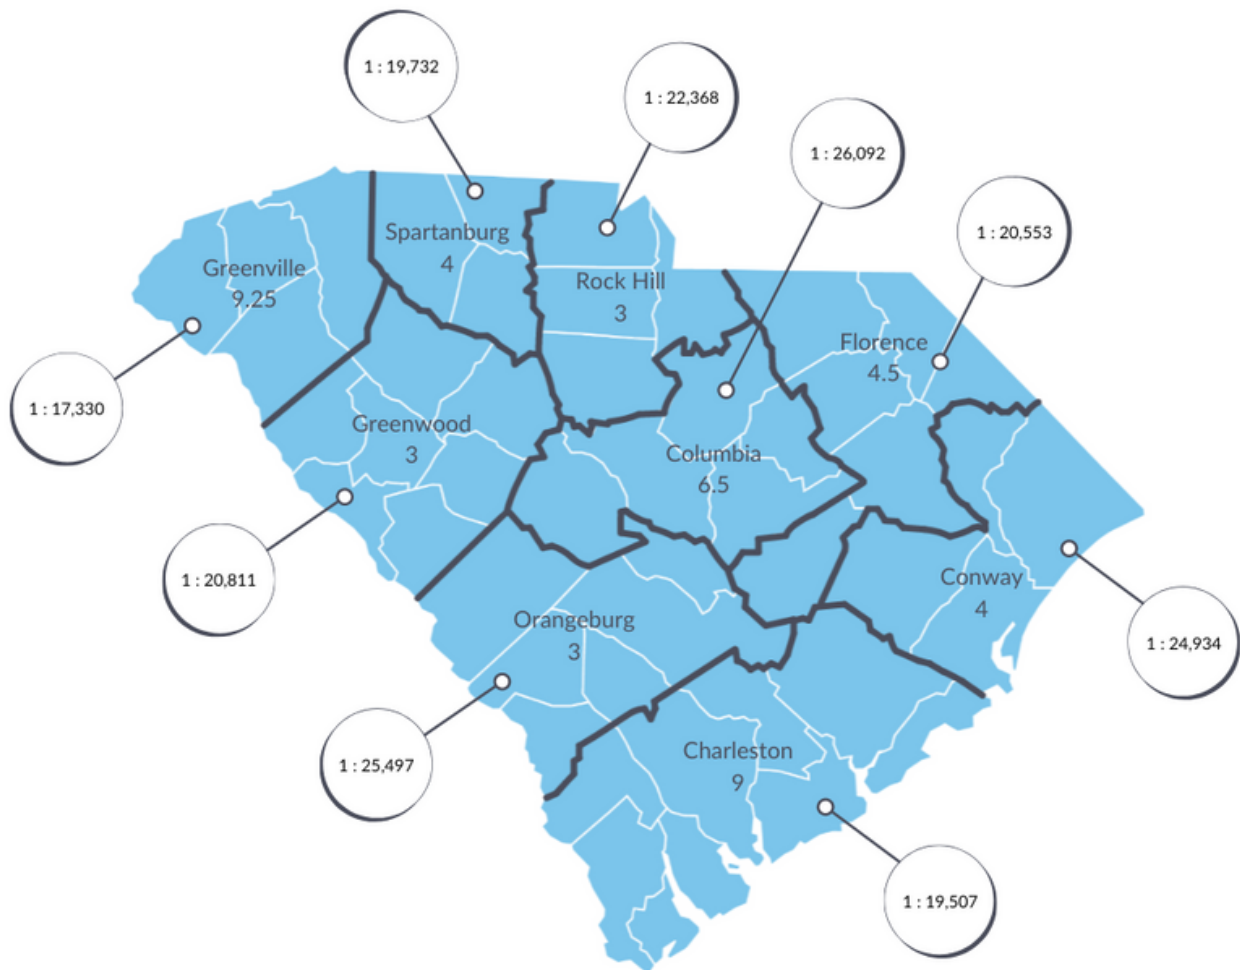 1 : 19,732
1 : 22,368
1 : 26,092
1 : 20,553
Spartanburg
4
Greenville
9.25
Rock Hill
3
Florence
4.5
1 : 17,330
Greenwood
3
Columbia
6.5
1 : 20,811
Conway
4
Orangeburg
3
1 : 24,934
Charleston
9
1 : 25,497
1 : 19,507